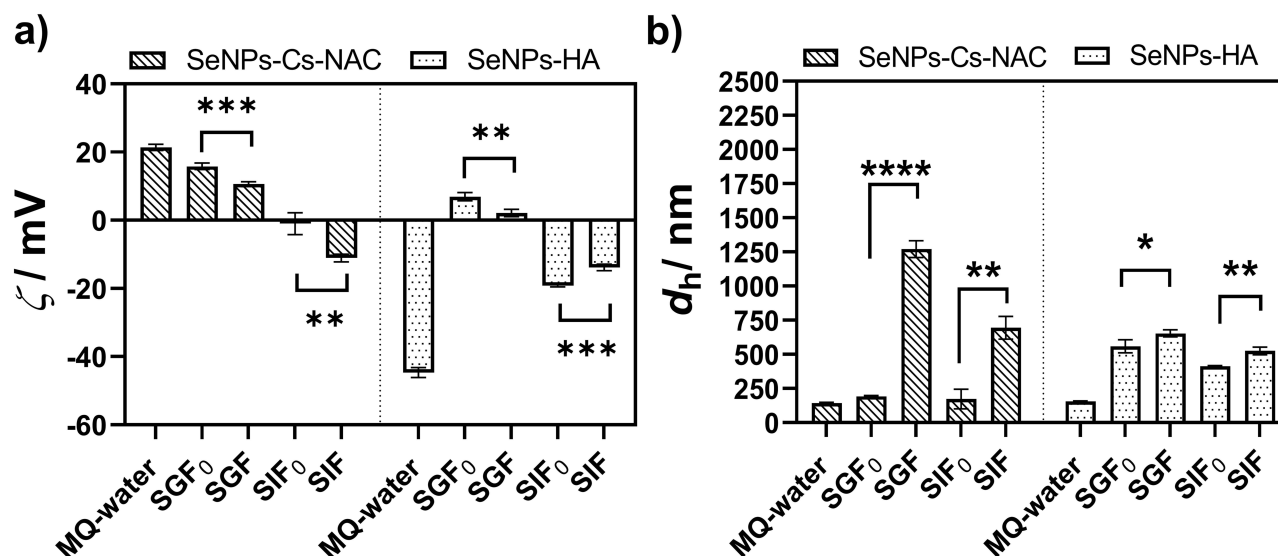 a)
SeNPs-Cs-NAC SeNPs-HA
ζ / mV
40
20
0
-20
-40
-60
***
**
**
***
MQ-water
SGF₀
SGF
SIF₀
SIF
MQ-water
SGF₀
SGF
SIF₀
SIF
b)
SeNPs-Cs-NAC SeNPs-HA
dₕ/ nm
2500
2250
2000
1750
1500
1250
1000
750
500
250
0
****
**
*
**
MQ-water
SGF₀
SGF
SIF₀
SIF
MQ-water
SGF₀
SGF
SIF₀
SIF